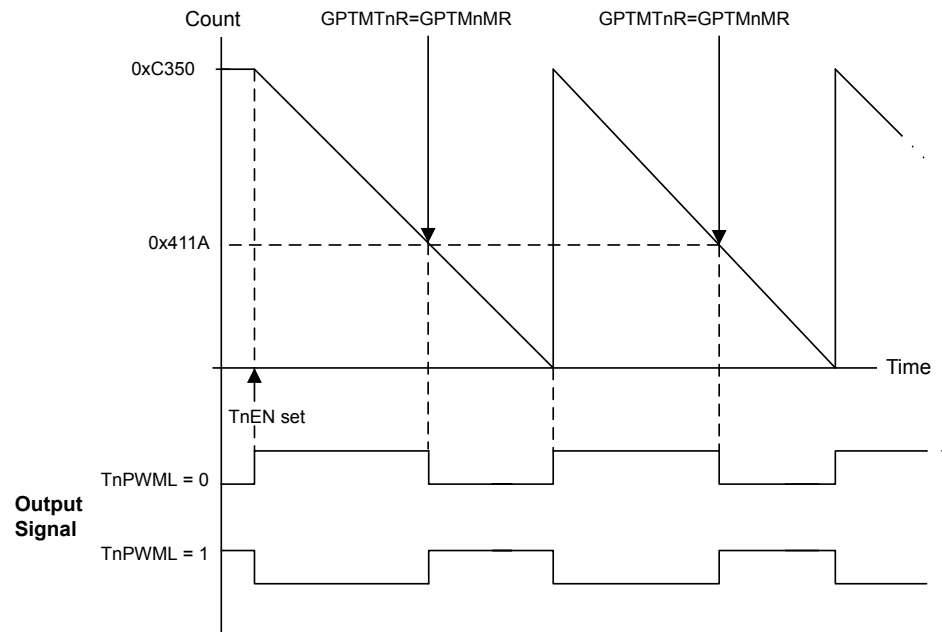 Count
GPTMTnR=GPTMnMR
GPTMTnR=GPTMnMR
0xC350
0x411A
Time
TnEN set
TnPWML = 0
Output
Signal
TnPWML = 1